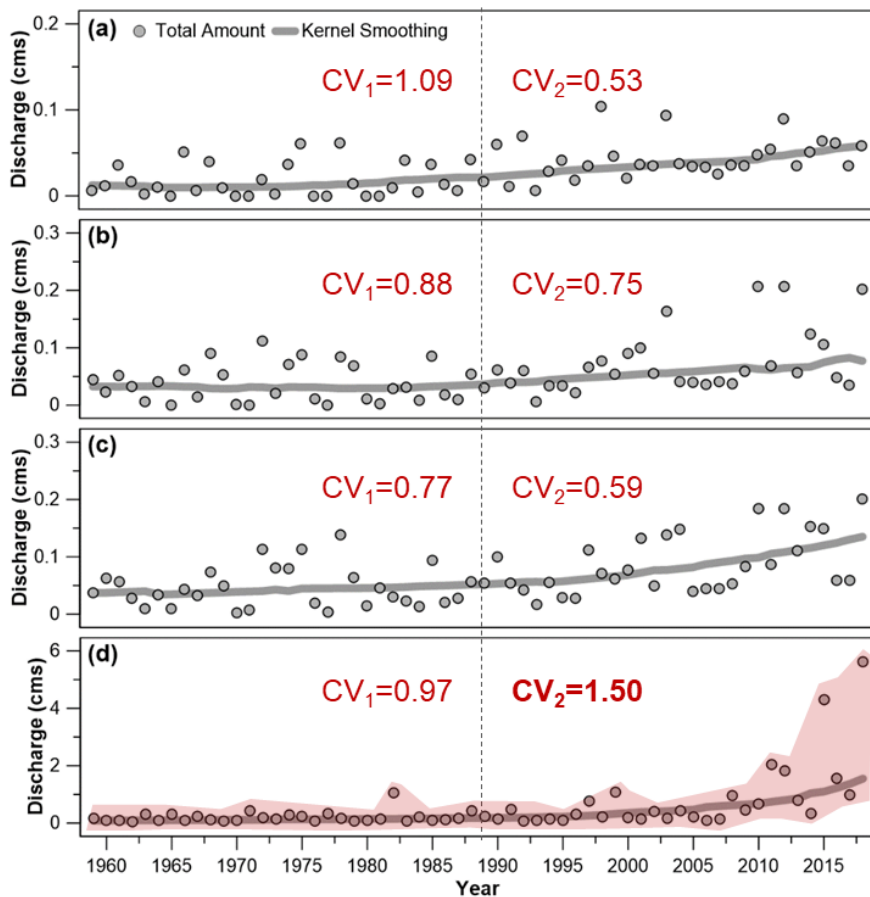 (a) Total Amount Kernel Smoothing
CV₁=1.09 CV₂=0.53
Discharge (cms)
0.2
0.1
0
(b)
CV₁=0.88 CV₂=0.75
Discharge (cms)
0.3
0.2
0.1
0
(c)
CV₁=0.77 CV₂=0.59
Discharge (cms)
0.3
0.2
0.1
0
(d)
CV₁=0.97 CV₂=1.50
Discharge (cms)
6
4
2
0
1960 1965 1970 1975 1980 1985 1990 1995 2000 2005 2010 2015
Year